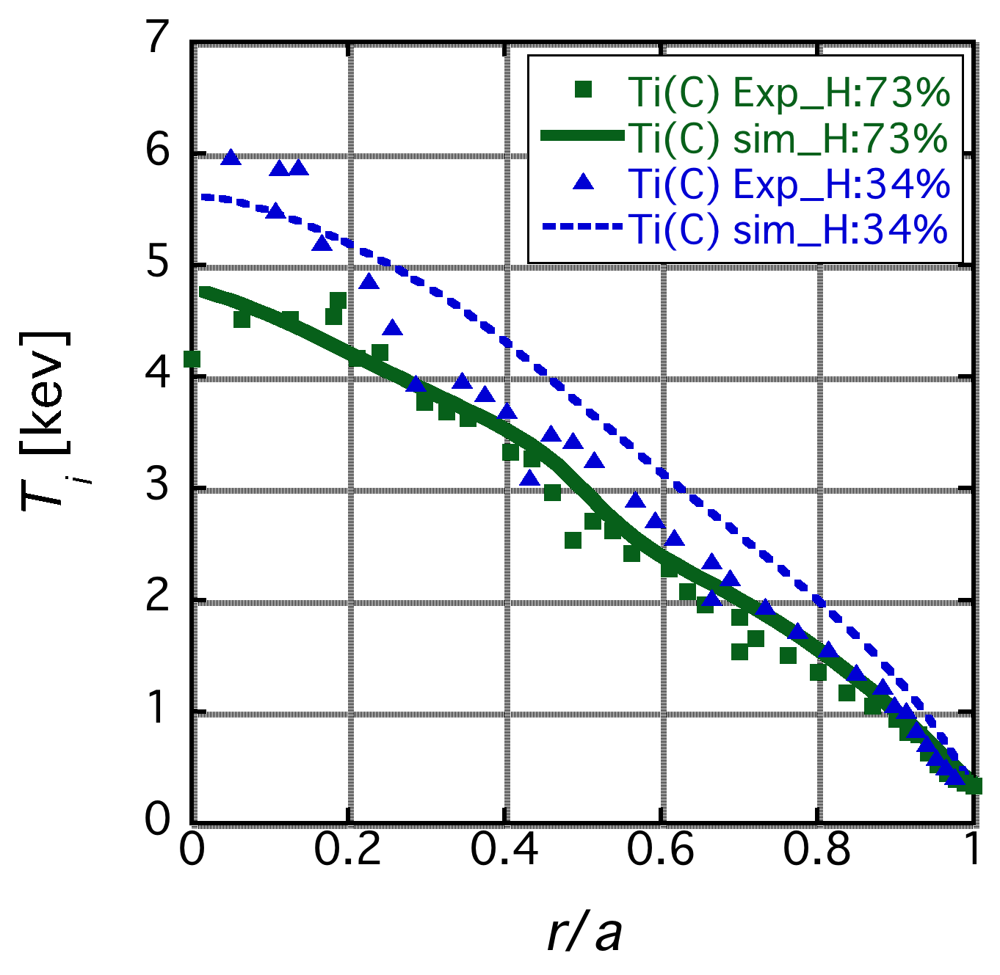 7
6
5
4
3
2
1
0
T i [kev]
Ti(C) Exp_H:73%
Ti(C) sim_H:73%
Ti(C) Exp_H:34%
Ti(C) sim_H:34%
0 0.2 0.4 0.6 0.8 1
r/a